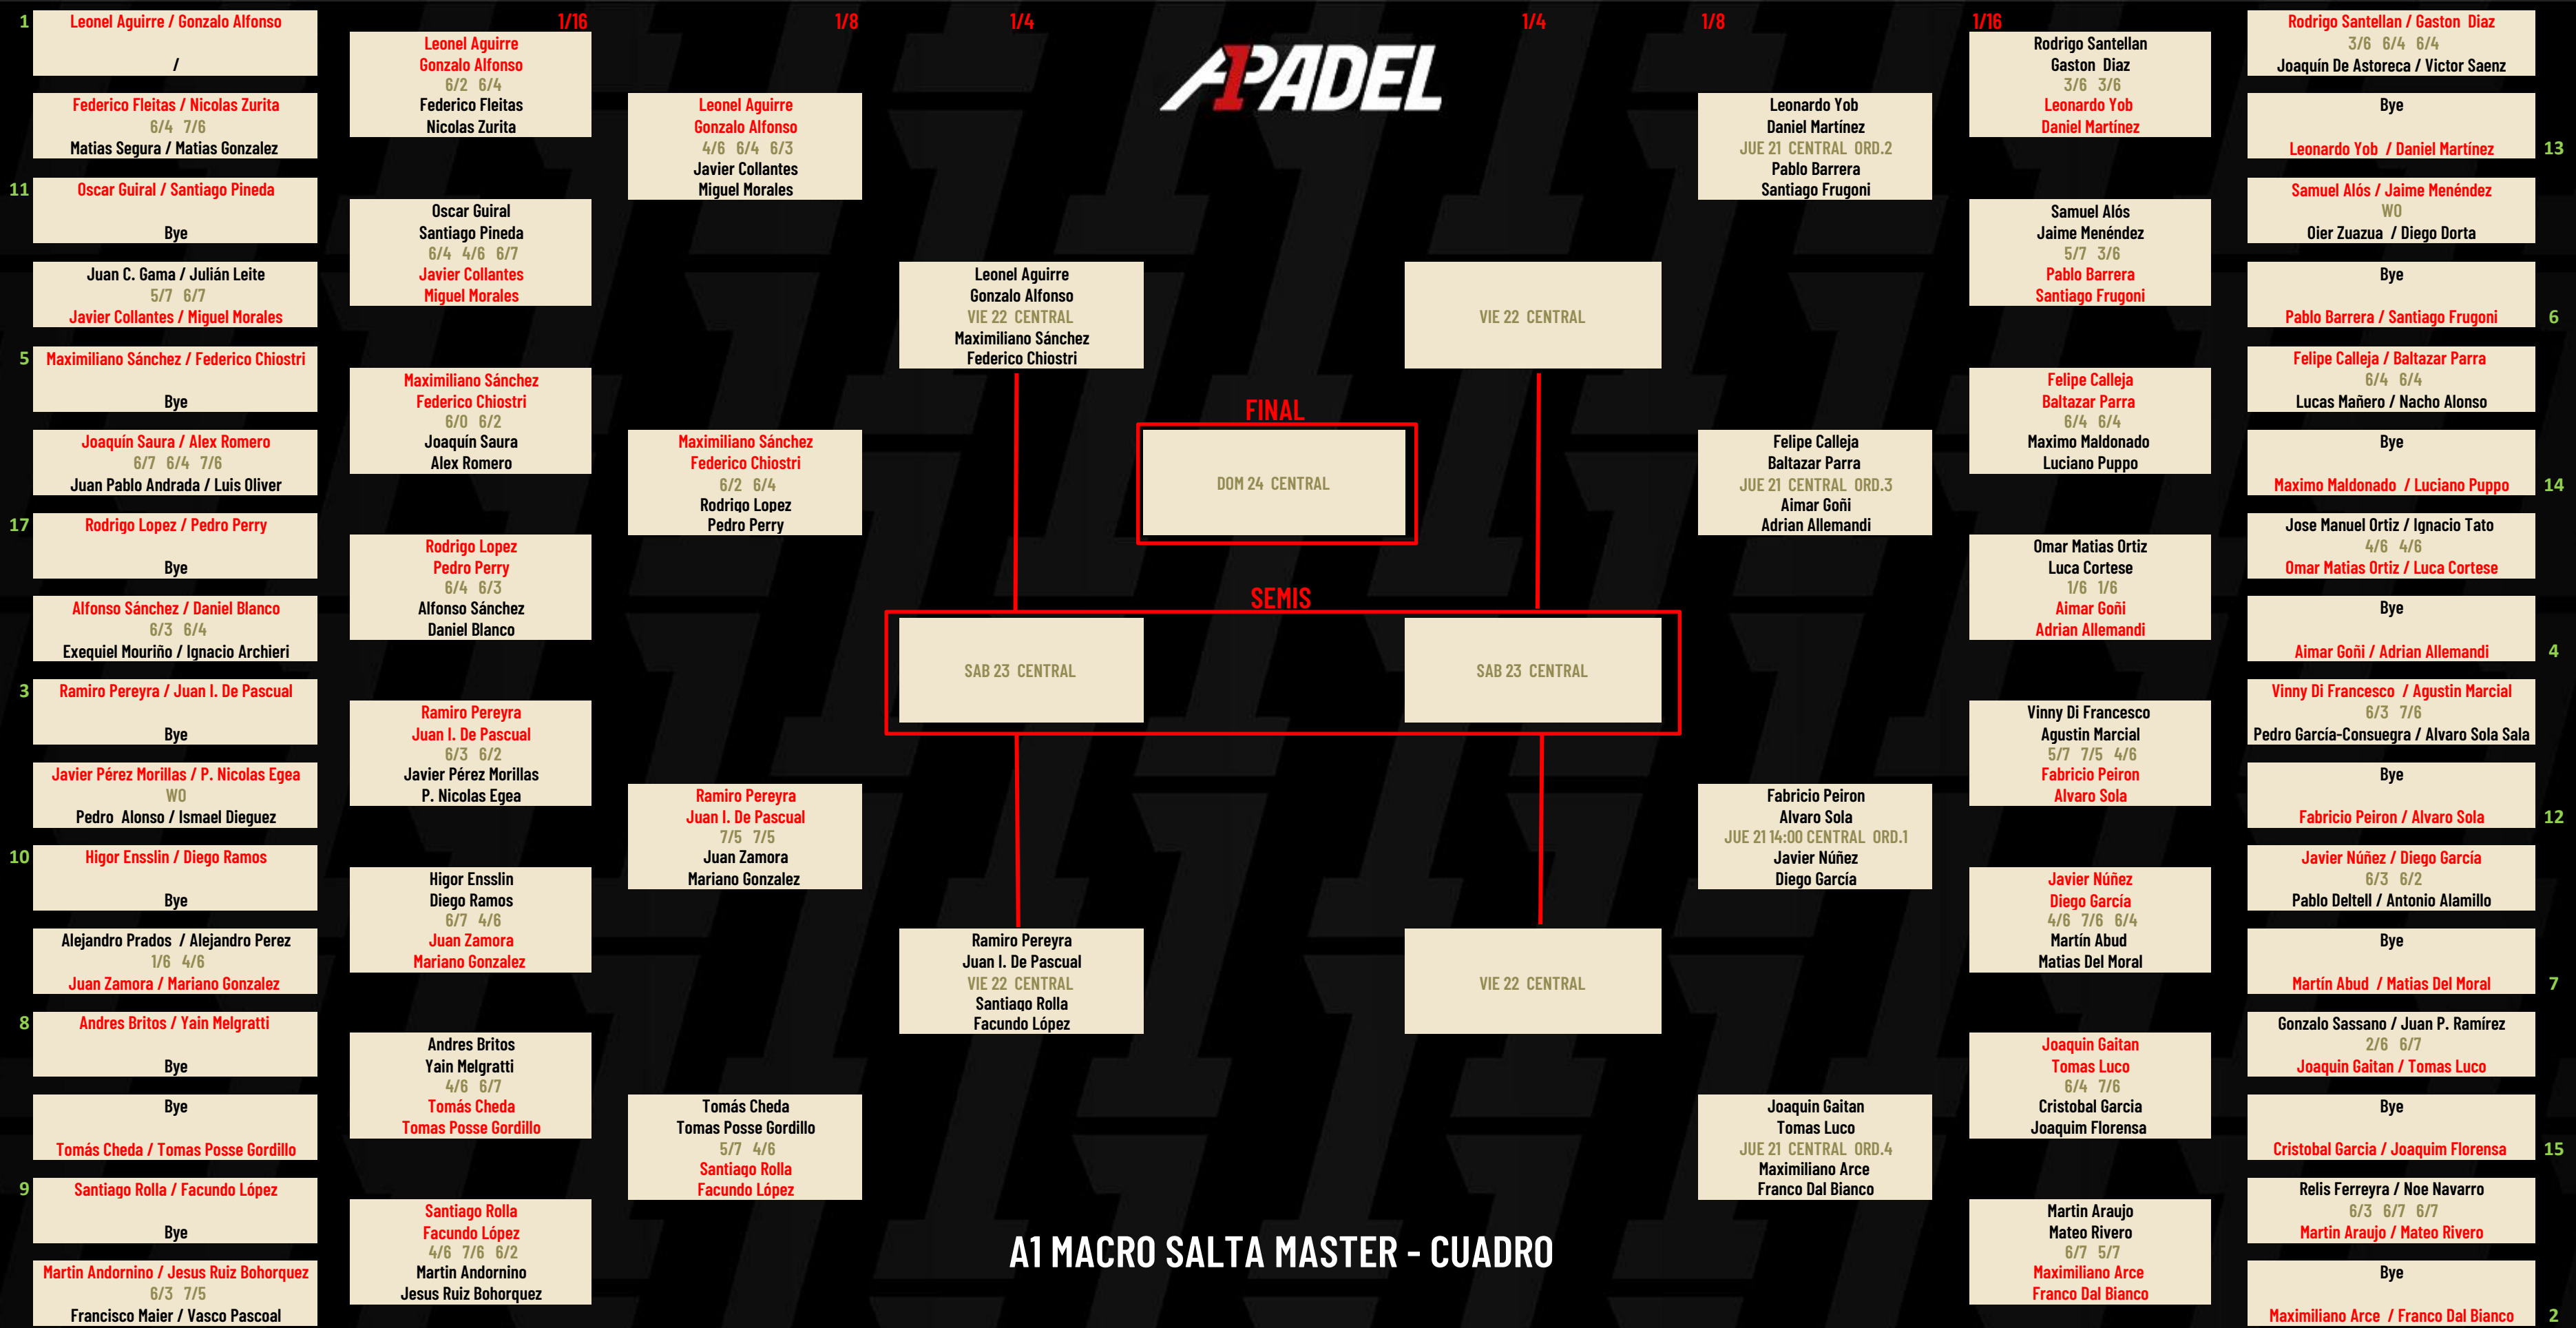 1
Leonel Aguirre / Gonzalo Alfonso
/
Federico Fleitas / Nicolas Zurita
6/4 7/6
Matias Segura / Matias Gonzalez
11
Oscar Guiral / Santiago Pineda
Bye
Juan C. Gama / Julián Leite
5/7 6/7
Javier Collantes / Miguel Morales
5
Maximiliano Sánchez / Federico Chiostri
Bye
Joaquín Saura / Alex Romero
6/7 6/4 7/6
Juan Pablo Andrada / Luis Oliver
17
Rodrigo Lopez / Pedro Perry
Bye
Alfonso Sánchez / Daniel Blanco
6/3 6/4
Exequiel Mouriño / Ignacio Archieri
3
Ramiro Pereyra / Juan I. De Pascual
Bye
Javier Pérez Morillas / P. Nicolas Egea
WO
Pedro Alonso / Ismael Dieguez
10
Higor Ensslin / Diego Ramos
Bye
Alejandro Prados / Alejandro Perez
1/6 4/6
Juan Zamora / Mariano Gonzalez
8
Andres Britos / Yain Melgratti
Bye
Bye
Tomás Cheda / Tomas Posse Gordillo
9
Santiago Rolla / Facundo López
Bye
Martin Andornino / Jesus Ruiz Bohorquez
6/3 7/5
Francisco Maier / Vasco Pascoal
1/16
Leonel Aguirre
Gonzalo Alfonso
6/2 6/4
Federico Fleitas
Nicolas Zurita
Oscar Guiral
Santiago Pineda
6/4 4/6 6/7
Javier Collantes
Miguel Morales
Maximiliano Sánchez
Federico Chiostri
6/0 6/2
Joaquín Saura
Alex Romero
Rodrigo Lopez
Pedro Perry
6/4 6/3
Alfonso Sánchez
Daniel Blanco
Ramiro Pereyra
Juan I. De Pascual
6/3 6/2
Javier Pérez Morillas
P. Nicolas Egea
Higor Ensslin
Diego Ramos
6/7 4/6
Juan Zamora
Mariano Gonzalez
Andres Britos
Yain Melgratti
4/6 6/7
Tomás Cheda
Tomas Posse Gordillo
Santiago Rolla
Facundo López
4/6 7/6 6/2
Martin Andornino
Jesus Ruiz Bohorquez
1/8
Leonel Aguirre
Gonzalo Alfonso
4/6 6/4 6/3
Javier Collantes
Miguel Morales
Maximiliano Sánchez
Federico Chiostri
6/2 6/4
Rodrigo Lopez
Pedro Perry
Ramiro Pereyra
Juan I. De Pascual
7/5 7/5
Juan Zamora
Mariano Gonzalez
Tomás Cheda
Tomas Posse Gordillo
5/7 4/6
Santiago Rolla
Facundo López
1/4
Leonel Aguirre
Gonzalo Alfonso
VIE 22 CENTRAL
Maximiliano Sánchez
Federico Chiostri
Ramiro Pereyra
Juan I. De Pascual
VIE 22 CENTRAL
Santiago Rolla
Facundo López
A1PADEL
FINAL
DOM 24 CENTRAL
SEMIS
SAB 23 CENTRAL
SAB 23 CENTRAL
A1 MACRO SALTA MASTER - CUADRO
1/4
VIE 22 CENTRAL
VIE 22 CENTRAL
1/8
Leonardo Yob
Daniel Martínez
JUE 21 CENTRAL ORD.2
Pablo Barrera
Santiago Frugoni
Felipe Calleja
Baltazar Parra
JUE 21 CENTRAL ORD.3
Aimar Goñi
Adrian Allemandi
Fabricio Peiron
Alvaro Sola
JUE 21 14:00 CENTRAL ORD.1
Javier Núñez
Diego García
Joaquin Gaitan
Tomas Luco
JUE 21 CENTRAL ORD.4
Maximiliano Arce
Franco Dal Bianco
1/16
Rodrigo Santellan
Gaston Diaz
3/6 3/6
Leonardo Yob
Daniel Martínez
Samuel Alós
Jaime Menéndez
5/7 3/6
Pablo Barrera
Santiago Frugoni
Felipe Calleja
Baltazar Parra
6/4 6/4
Maximo Maldonado
Luciano Puppo
Omar Matias Ortiz
Luca Cortese
1/6 1/6
Aimar Goñi
Adrian Allemandi
Vinny Di Francesco
Agustin Marcial
5/7 7/5 4/6
Fabricio Peiron
Alvaro Sola
Javier Núñez
Diego García
4/6 7/6 6/4
Martín Abud
Matias Del Moral
Joaquin Gaitan
Tomas Luco
6/4 7/6
Cristobal Garcia
Joaquim Florensa
Martin Araujo
Mateo Rivero
6/7 5/7
Maximiliano Arce
Franco Dal Bianco
Rodrigo Santellan / Gaston Diaz
3/6 6/4 6/4
Joaquín De Astoreca / Victor Saenz
Bye
Leonardo Yob / Daniel Martínez
13
Samuel Alós / Jaime Menéndez
WO
Oier Zuazua / Diego Dorta
Bye
Pablo Barrera / Santiago Frugoni
6
Felipe Calleja / Baltazar Parra
6/4 6/4
Lucas Mañero / Nacho Alonso
Bye
Maximo Maldonado / Luciano Puppo
14
Jose Manuel Ortiz / Ignacio Tato
4/6 4/6
Omar Matias Ortiz / Luca Cortese
Bye
Aimar Goñi / Adrian Allemandi
4
Vinny Di Francesco / Agustin Marcial
6/3 7/6
Pedro García-Consuegra / Alvaro Sola Sala
Bye
Fabricio Peiron / Alvaro Sola
12
Javier Núñez / Diego García
6/3 6/2
Pablo Deltell / Antonio Alamillo
Bye
Martín Abud / Matias Del Moral
7
Gonzalo Sassano / Juan P. Ramírez
2/6 6/7
Joaquin Gaitan / Tomas Luco
Bye
Cristobal Garcia / Joaquim Florensa
15
Relis Ferreyra / Noe Navarro
6/3 6/7 6/7
Martin Araujo / Mateo Rivero
Bye
Maximiliano Arce / Franco Dal Bianco
2